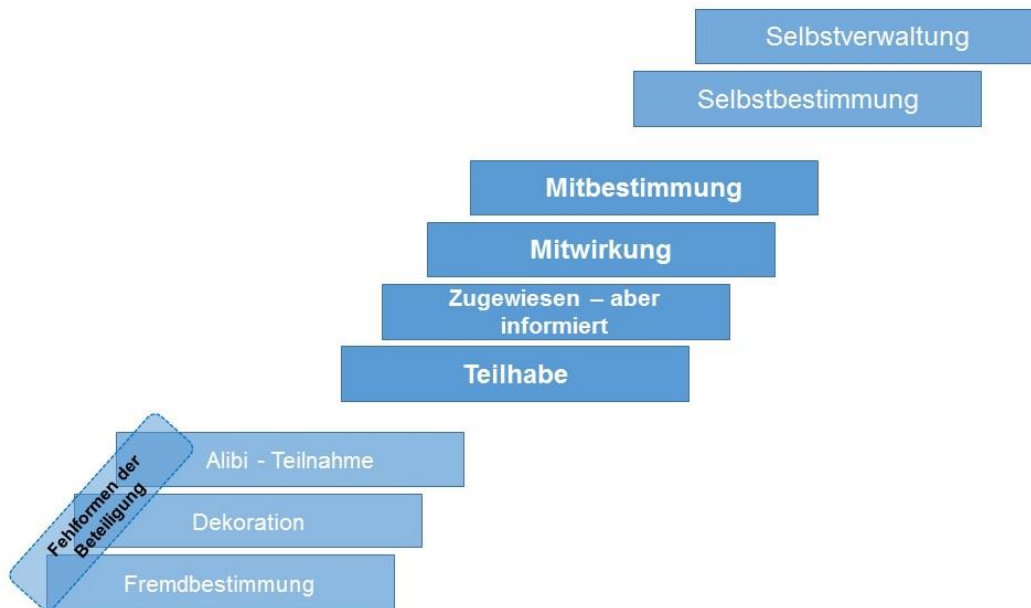 Selbstverwaltung
Selbstbestimmung
Mitbestimmung
Mitwirkung
Zugewiesen – aber
informiert
Teilhabe
Alibi - Teilnahme
Dekoration
Fremdbestimmung
Fehlformen der
Beteiligung